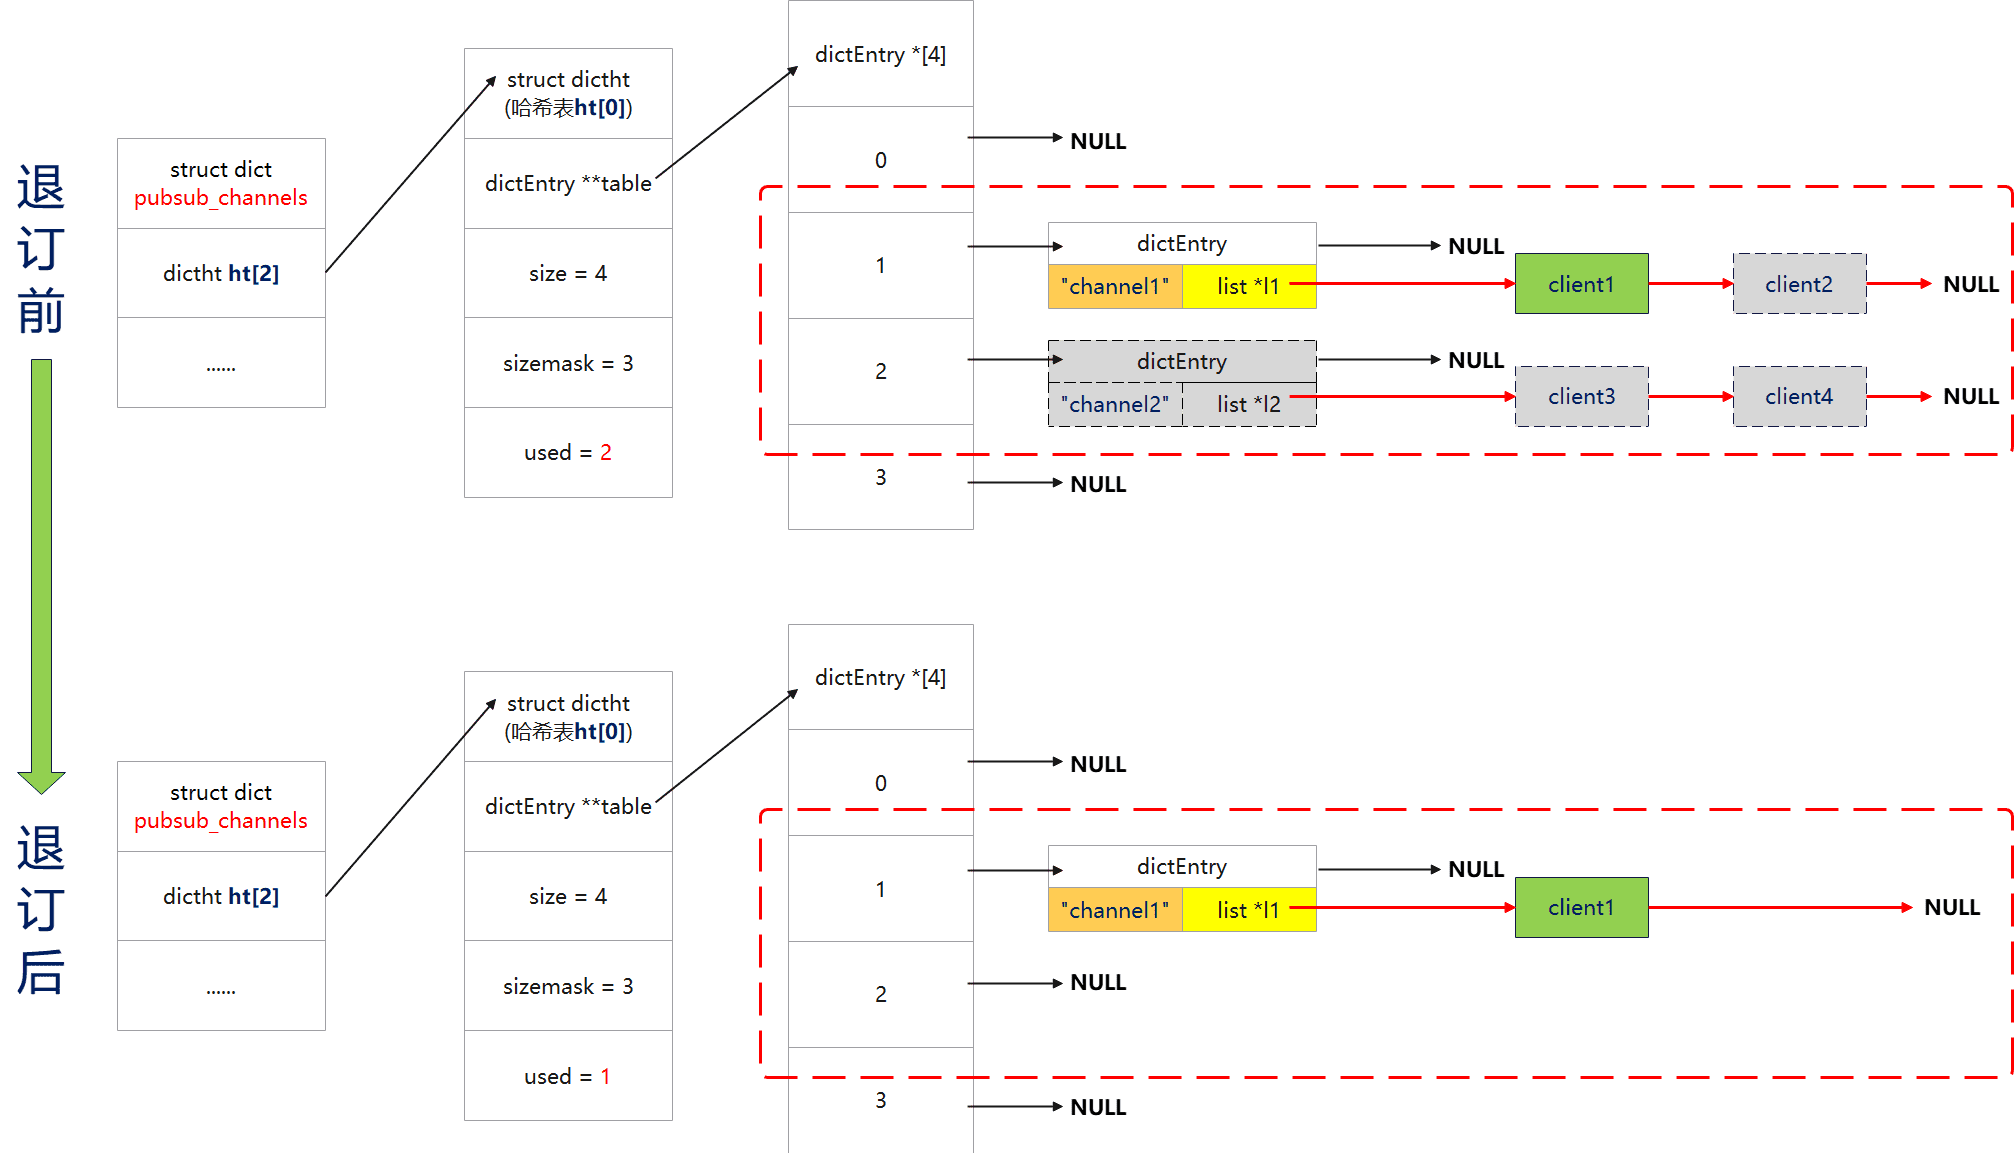 退订前
struct dict
pubsub_channels
dictht ht[2]
......
struct dictht
(哈希表ht[0])
dictEntry **table
size = 4
sizemask = 3
used = 2
dictEntry *[4]
0
1
2
3
NULL
dictEntry
NULL
"channel1"
list *l1
client1
client2
NULL
dictEntry
NULL
"channel2"
list *l2
client3
client4
NULL
NULL
退订后
struct dict
pubsub_channels
dictht ht[2]
......
struct dictht
(哈希表ht[0])
dictEntry **table
size = 4
sizemask = 3
used = 1
dictEntry *[4]
0
1
2
3
NULL
dictEntry
NULL
"channel1"
list *l1
client1
NULL
NULL
NULL